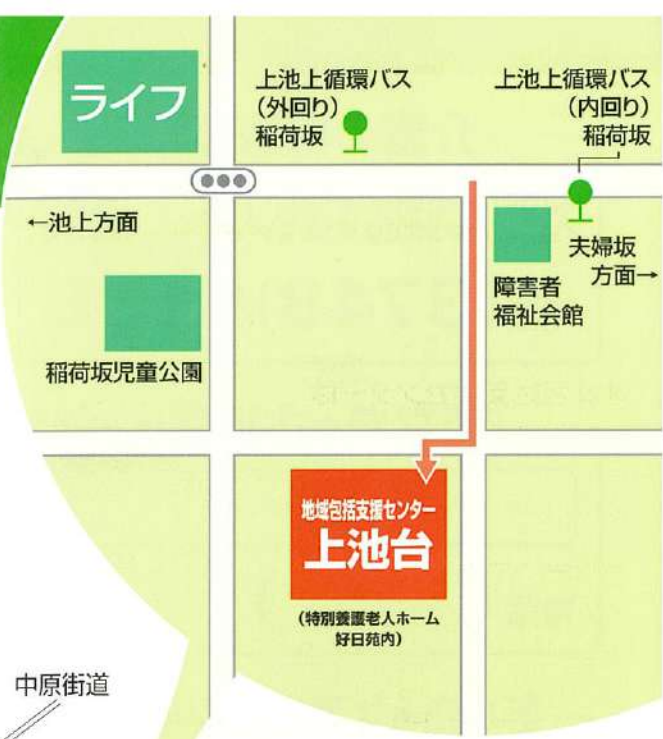 ライフ
上池上循環バス
(外回り)
稲荷坂
上池上循環バス
(内回り)
稲荷坂
←池上方面
夫婦坂
方面→
障害者
福祉会館
稲荷坂児童公園
地域包括支援センター
上池台
(特別養護老人ホーム
好日苑内)
中原街道